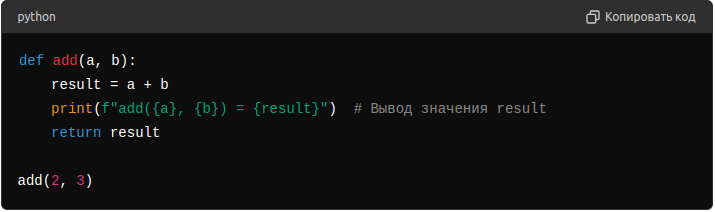 python
Копировать код
def add(a, b):
    result = a + b
    print(f"add({a}, {b}) = {result}")  # Вывод значения result
    return result

add(2, 3)